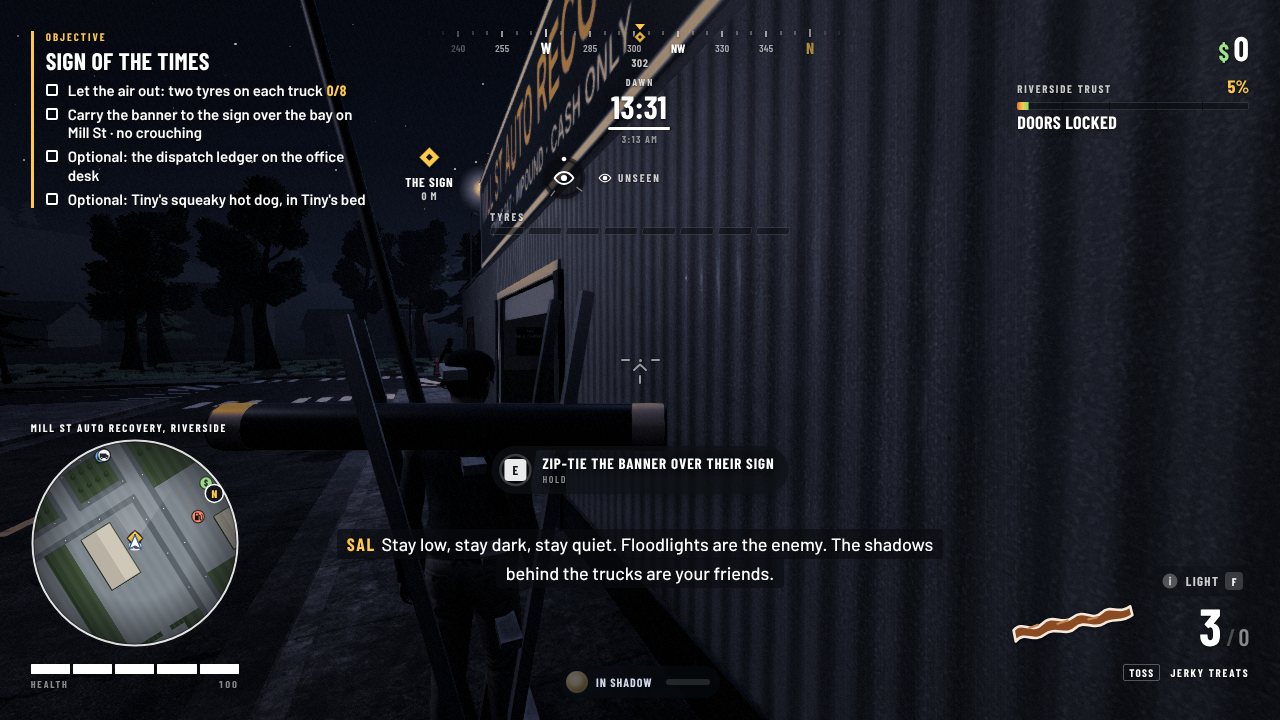 OBJECTIVE
SIGN OF THE TIMES
Let the air out: two tyres on each truck 0/8
Carry the banner to the sign over the bay on
Mill St · no crouching
Optional: the dispatch ledger on the office
desk
Optional: Tiny's squeaky hot dog, in Tiny's bed
240 255 W 285 300 NW 330 345 N
302
DAWN
13:31
3:13 AM
UNSEEN
THE SIGN
0 M
TYRES
ST AUTO RECO
CASH ONLY
$ 0
RIVERSIDE TRUST 5%
DOORS LOCKED
MILL ST AUTO RECOVERY, RIVERSIDE
$
N
E ZIP-TIE THE BANNER OVER THEIR SIGN
HOLD
SAL Stay low, stay dark, stay quiet. Floodlights are the enemy. The shadows
behind the trucks are your friends.
HEALTH 100
IN SHADOW
LIGHT F
3 / 0
TOSS JERKY TREATS